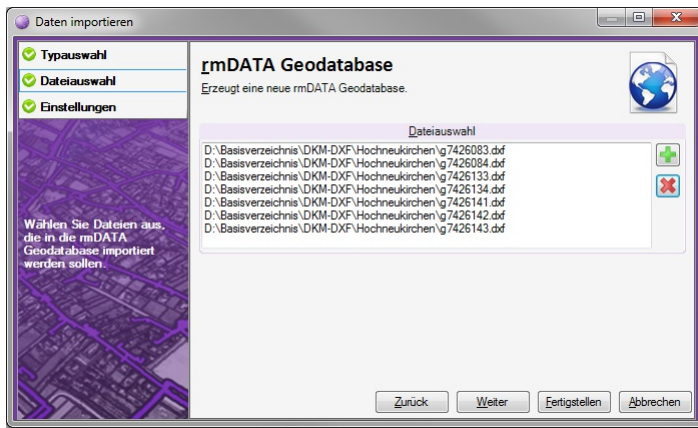 Daten importieren
Typauswahl
Dateiauswahl
Einstellungen
Wählen Sie Dateien aus,
die in die rmDATA
Geodatabase importiert
werden sollen.
rmDATA Geodatabase
Erzeugt eine neue rmDATA Geodatabase.
Dateiauswahl
D:\Basisverzeichnis\DKM-DXF\Hochneukirchen\g7426083.dxf
D:\Basisverzeichnis\DKM-DXF\Hochneukirchen\g7426084.dxf
D:\Basisverzeichnis\DKM-DXF\Hochneukirchen\g7426133.dxf
D:\Basisverzeichnis\DKM-DXF\Hochneukirchen\g7426134.dxf
D:\Basisverzeichnis\DKM-DXF\Hochneukirchen\g7426141.dxf
D:\Basisverzeichnis\DKM-DXF\Hochneukirchen\g7426142.dxf
D:\Basisverzeichnis\DKM-DXF\Hochneukirchen\g7426143.dxf
Zurück Weiter Fertigstellen Abbrechen